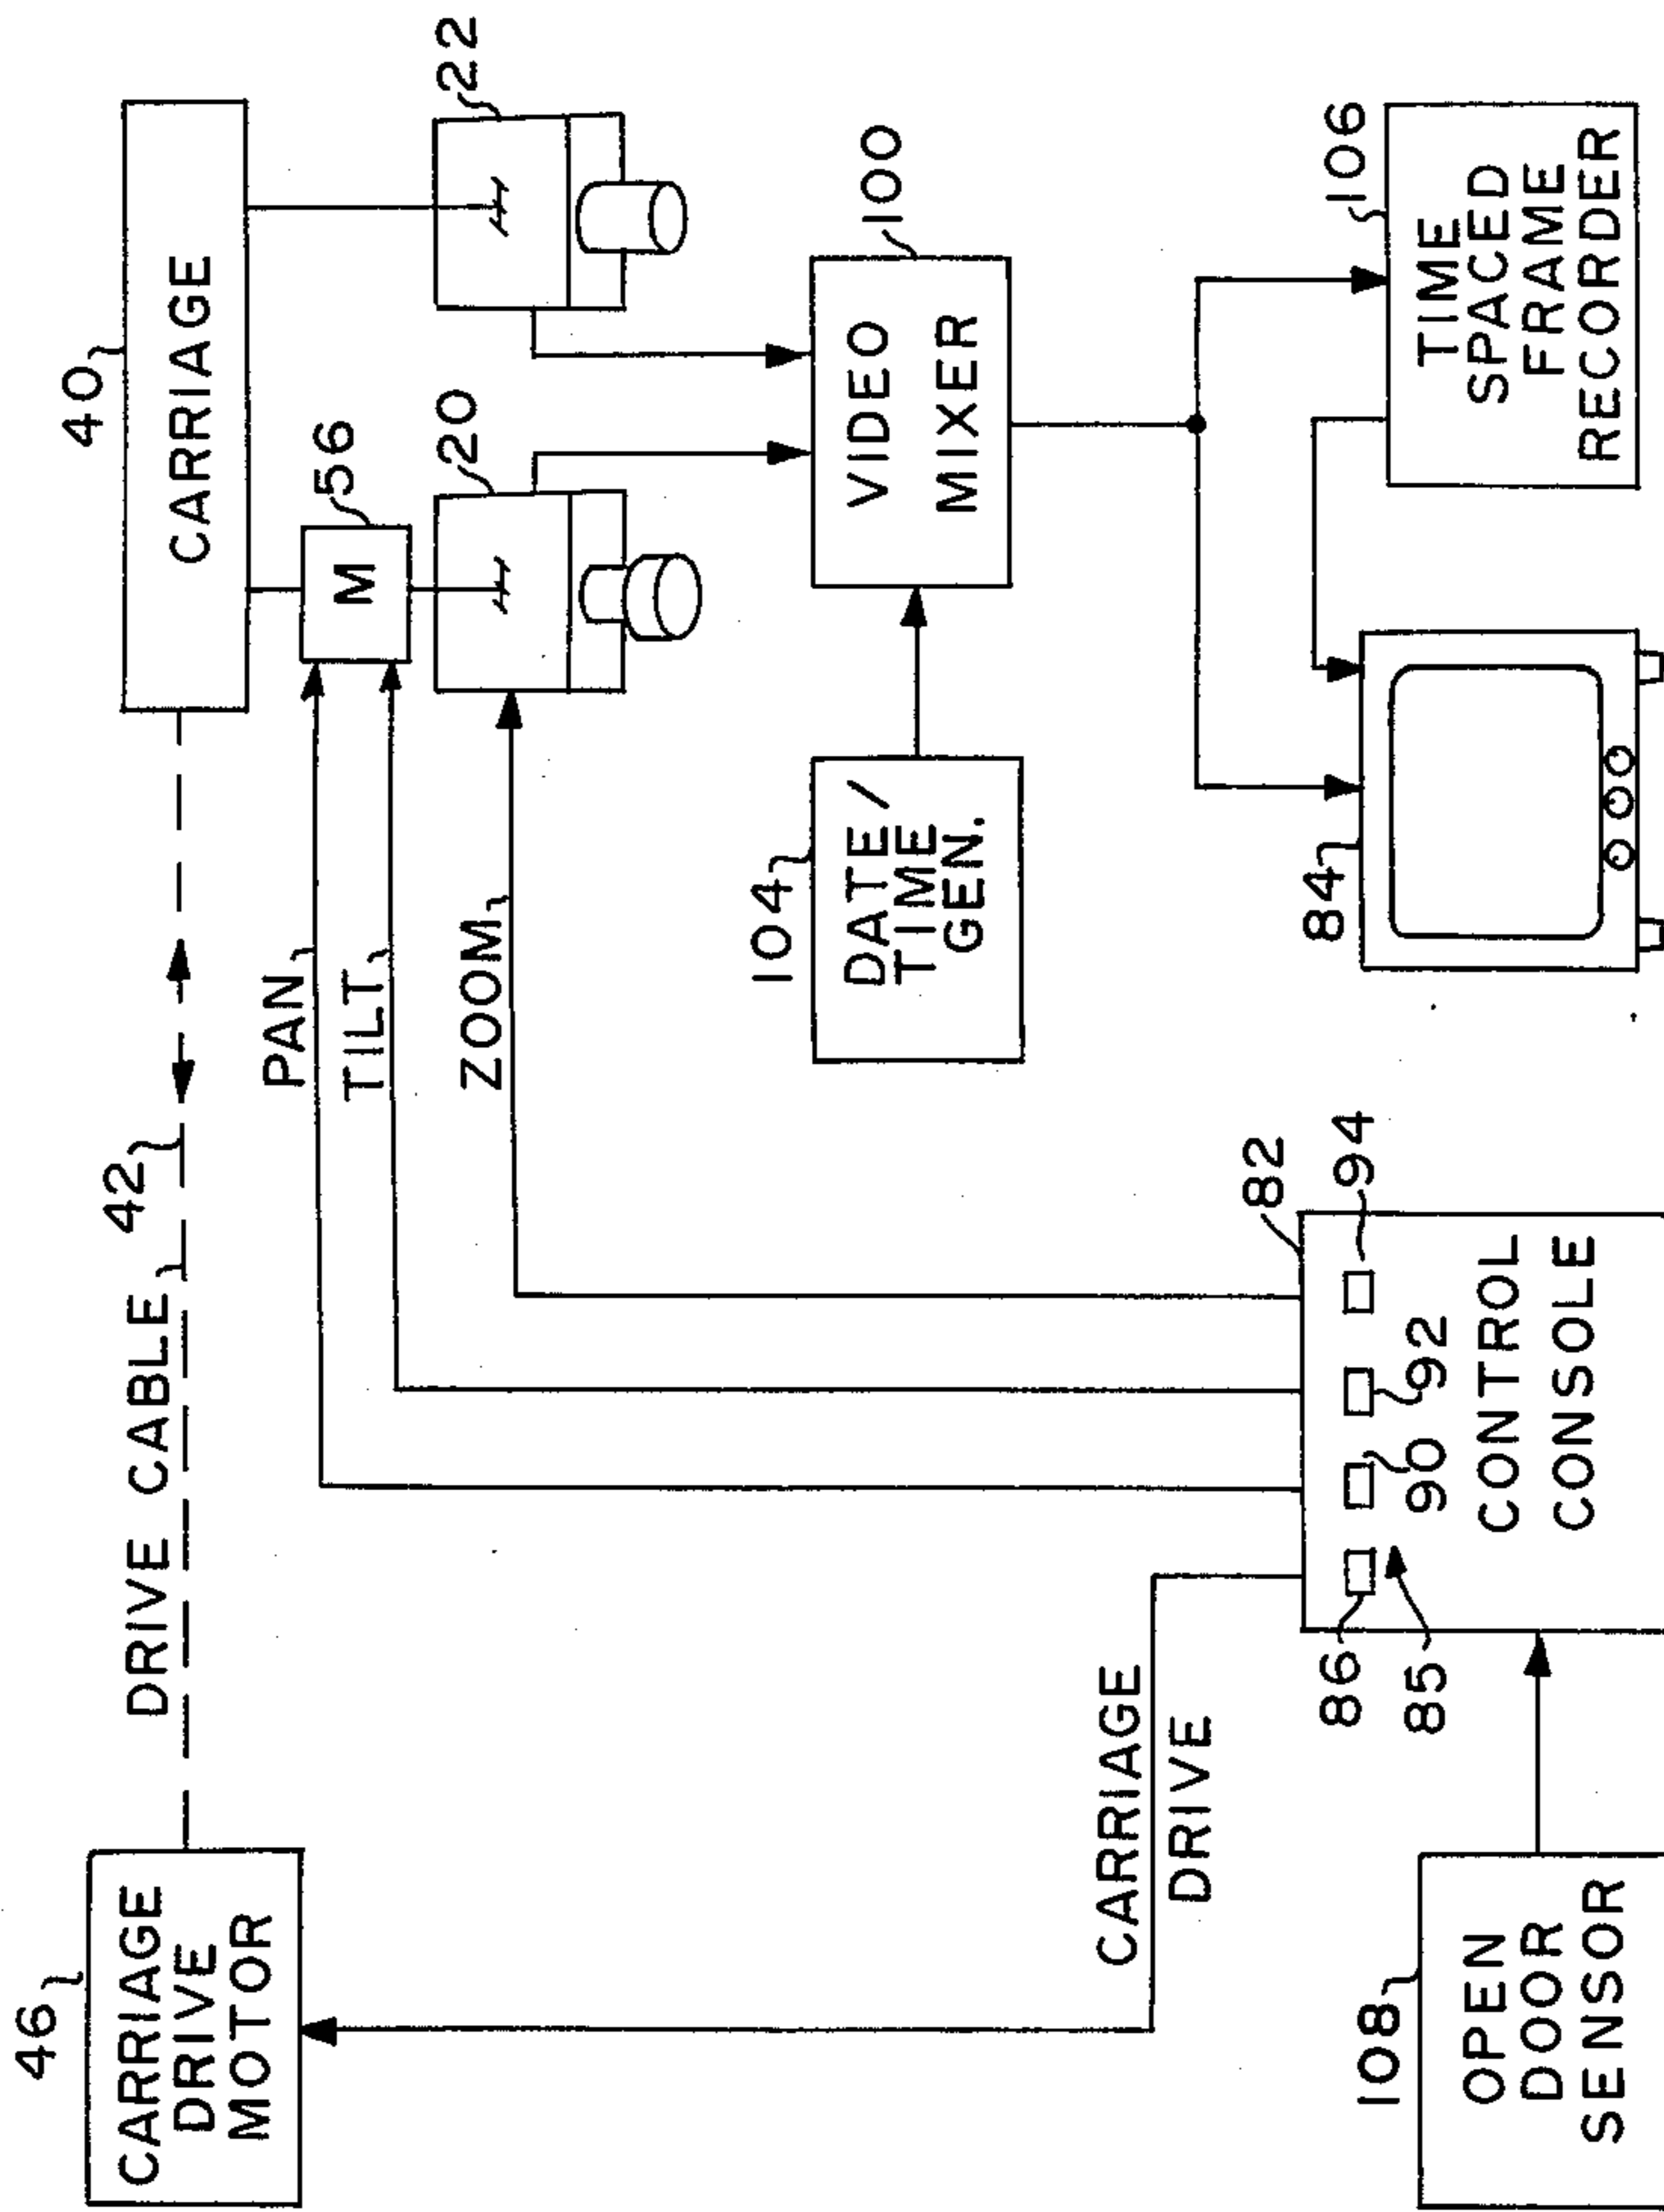 46
CARRIAGE
DRIVE
MOTOR
DRIVE CABLE
42
40
CARRIAGE
PAN
TILT
56
M
ZOOM
20
22
104
DATE /
TIME
GEN.
VIDEO
MIXER
100
CARRIAGE
DRIVE
82
94
86
85
90
92
CONTROL
CONSOLE
108
OPEN
DOOR
SENSOR
84
106
TIME
SPACED
FRAME
RECORDER